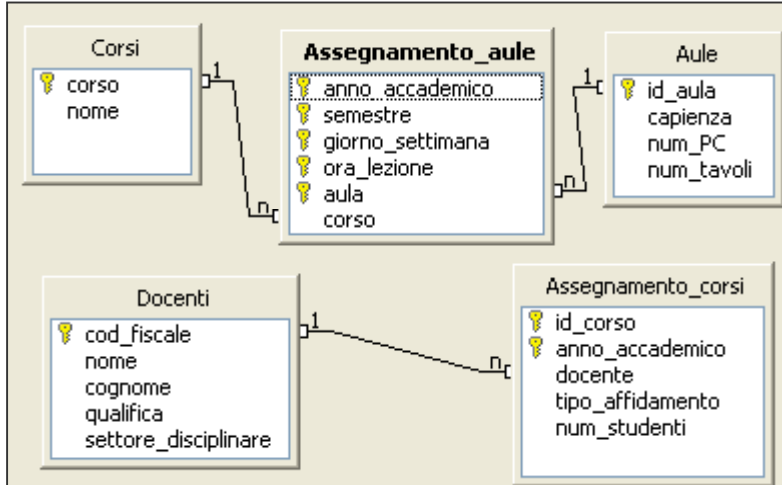 Corsi
corso
nome
1
n
Assegnamento_aule
anno_accademico
semestre
giorno_settimana
ora_lezione
aula
corso
1
n
Aule
id_aula
capienza
num_PC
num_tavoli
Docenti
cod_fiscale
nome
cognome
qualifica
settore_disciplinare
1
n
Assegnamento_corsi
id_corso
anno_accademico
docente
tipo_affidamento
num_studenti